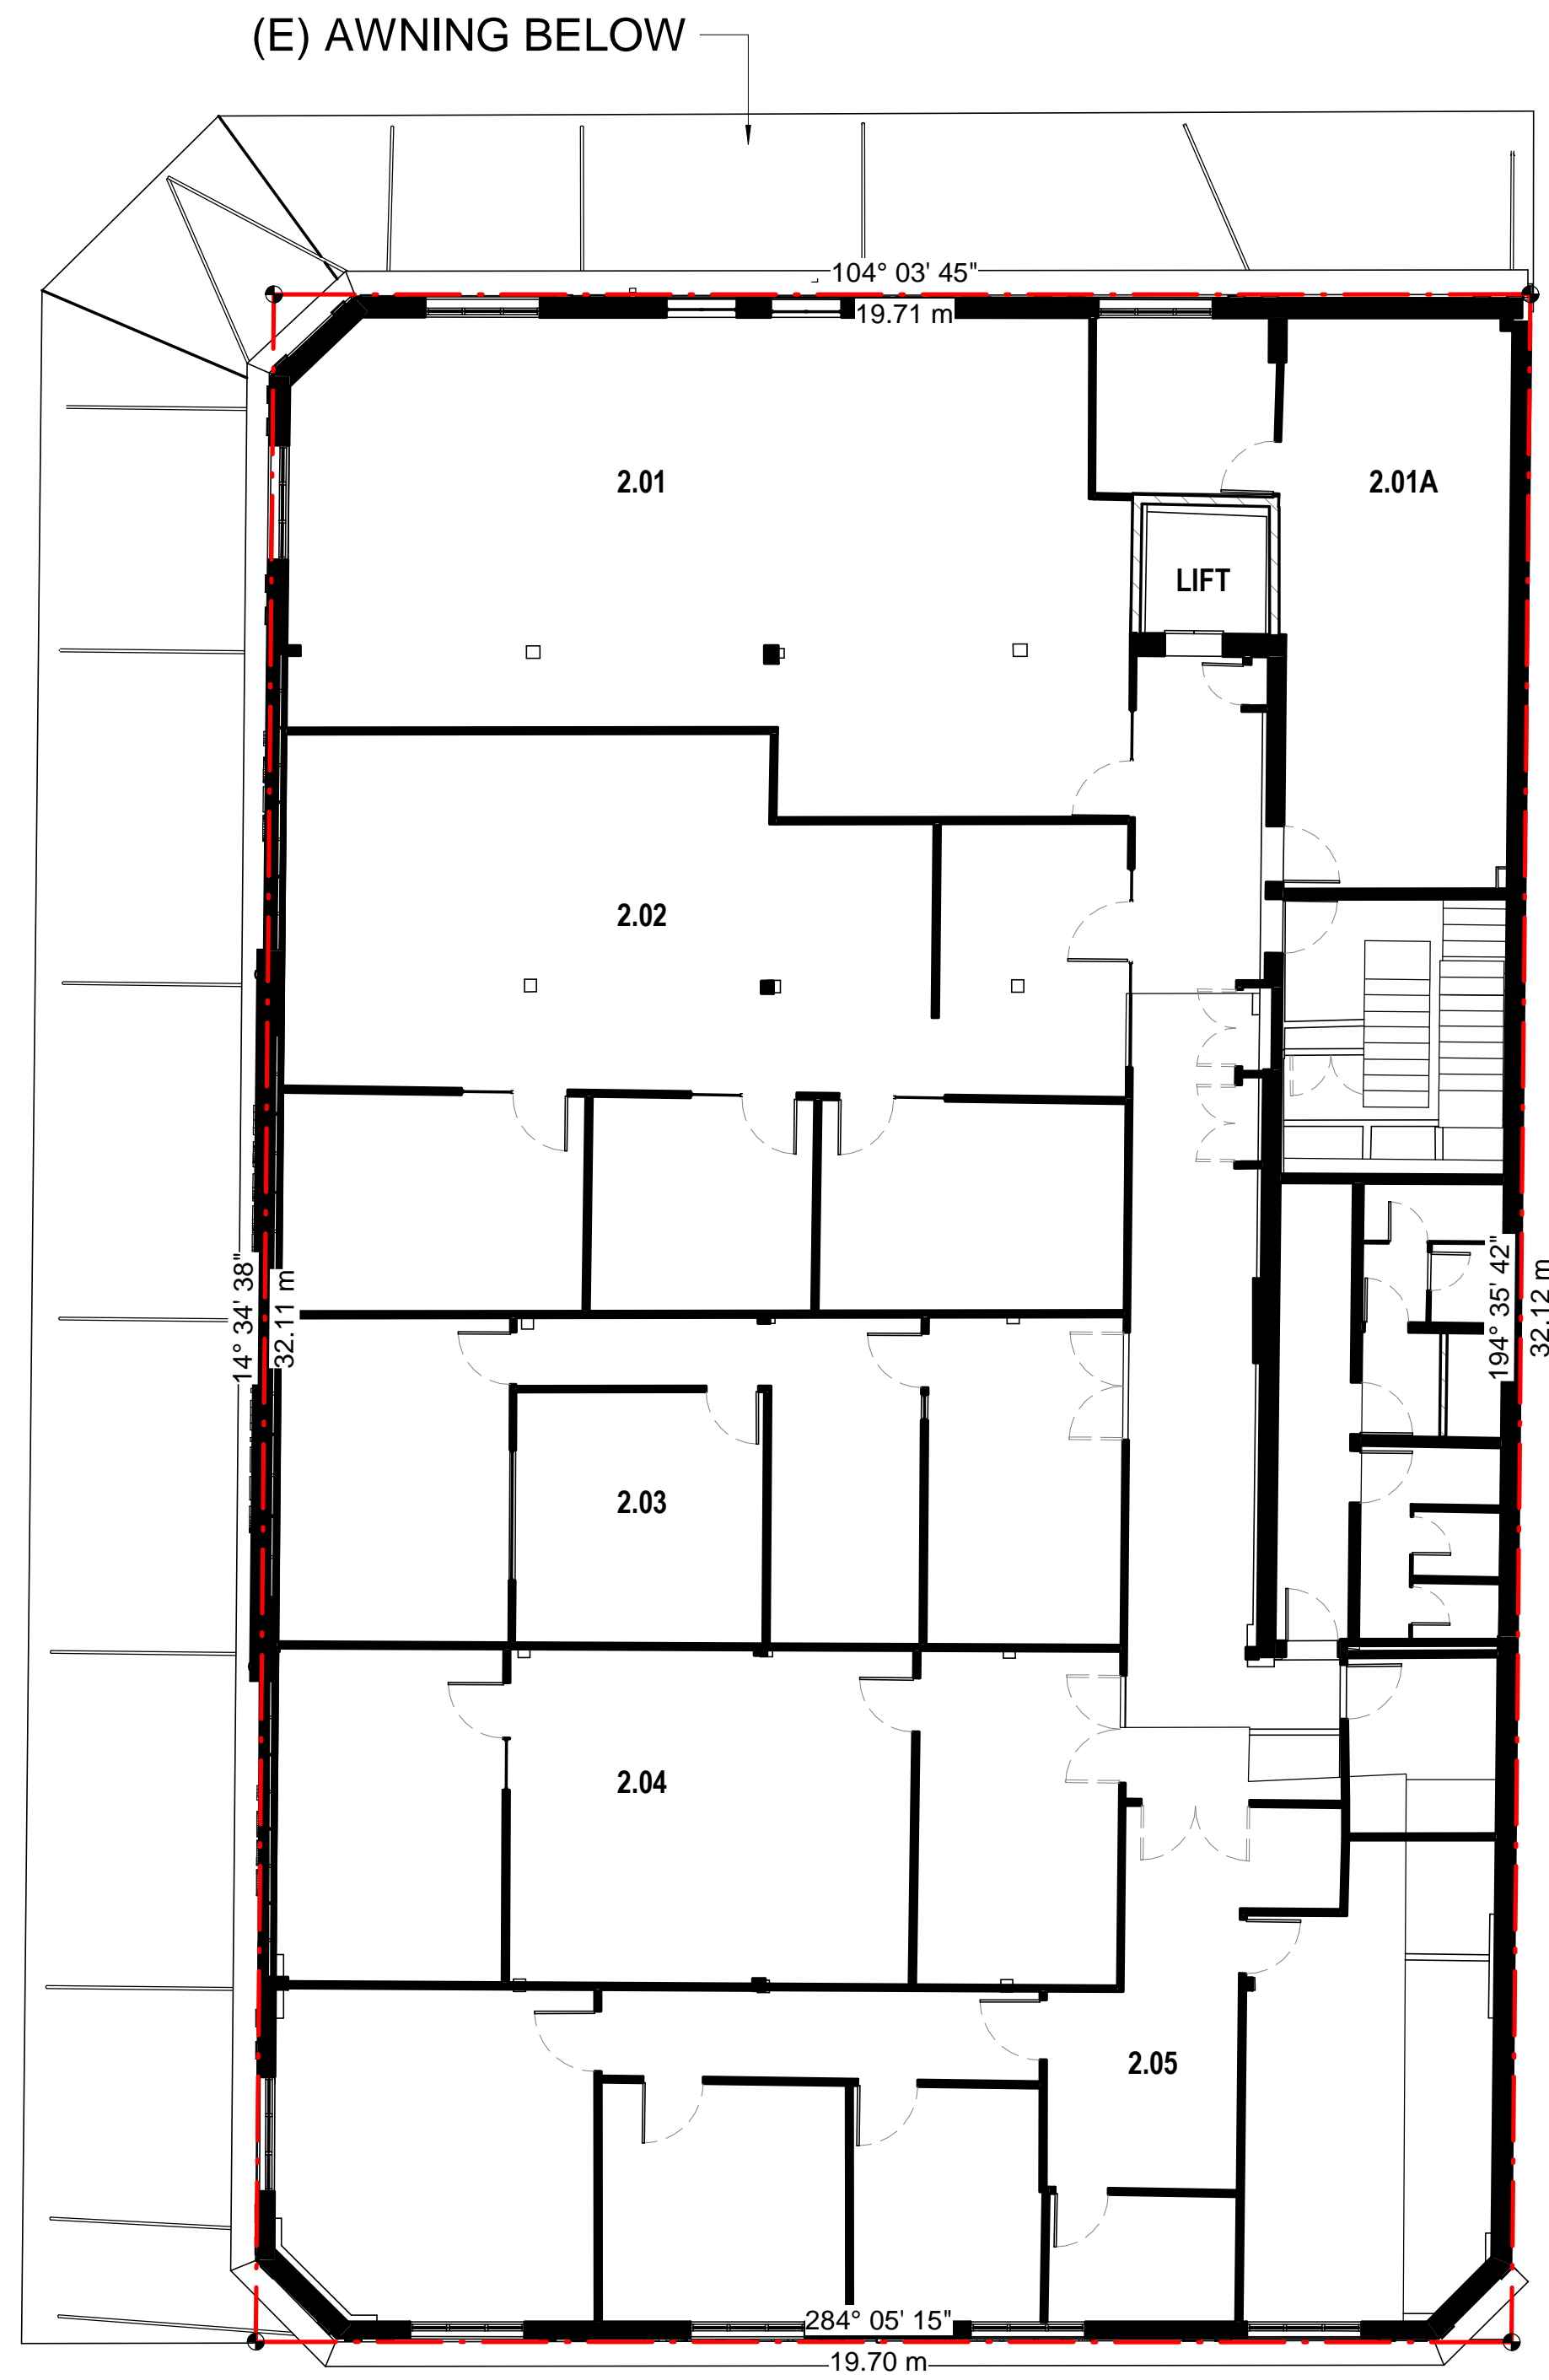 (E) AWNING BELOW
104° 03' 45"
19.71 m
2.01
2.01A
LIFT
2.02
14° 34' 38"
32.11 m
194° 35' 42"
32.12 m
2.03
2.04
2.05
284° 05' 15"
19.70 m